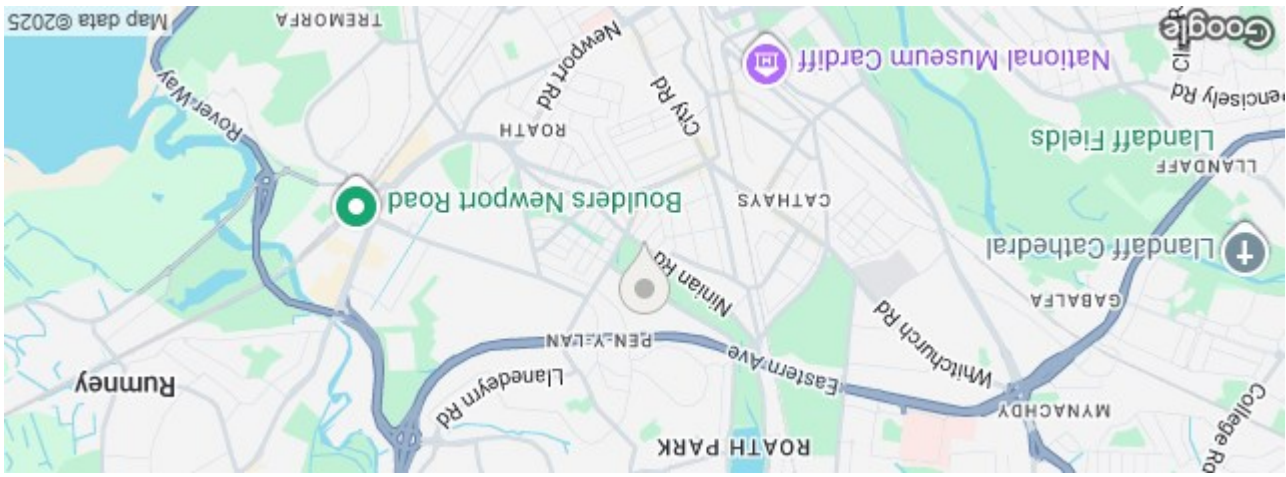 ROATH PARK
College Rd
MYNACHDY
Llanedeyrn Rd
Rumney
Whitchurch Rd
Eastern Ave
PEN-Y-LAN
GABALFA
Llandaff Cathedral
Ninian Rd
CATHAYS
Boulders Newport Road
LLANDAFF
Llandaff Fields
ROATH
Rover Way
Pencisely Rd
City Rd
Newport Rd
National Museum Cardiff
Google
TREMORFA
Map data ©2025